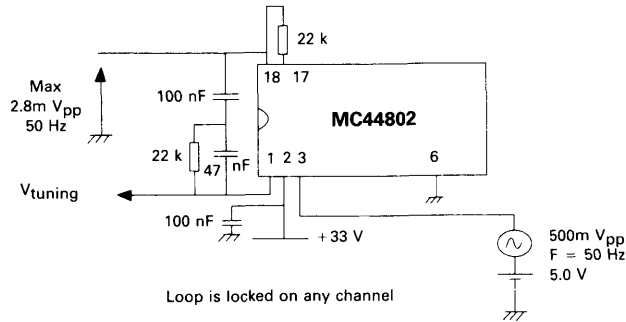 22 k
18 17
Max
2.8m Vpp
50 Hz
100 nF
MC44802
22 k
47 nF
1 2 3
6
Vtuning
100 nF
+33 V
500m Vpp
F = 50 Hz
5.0 V
Loop is locked on any channel